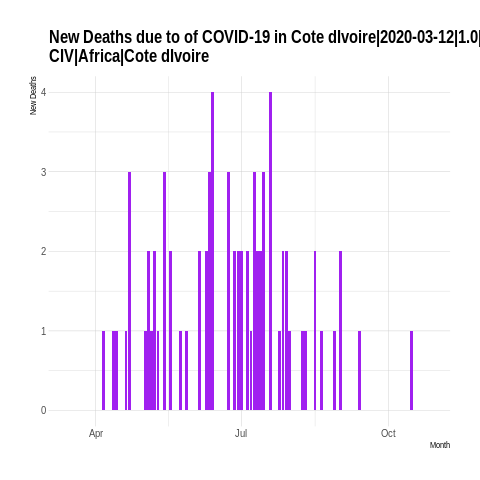 New Deaths due to of COVID-19 in Cote dIvoire|2020-03-12|1.0|
CIV|Africa|Cote dIvoire
New Deaths
4
3
2
1
0
Apr
Jul
Oct
Month